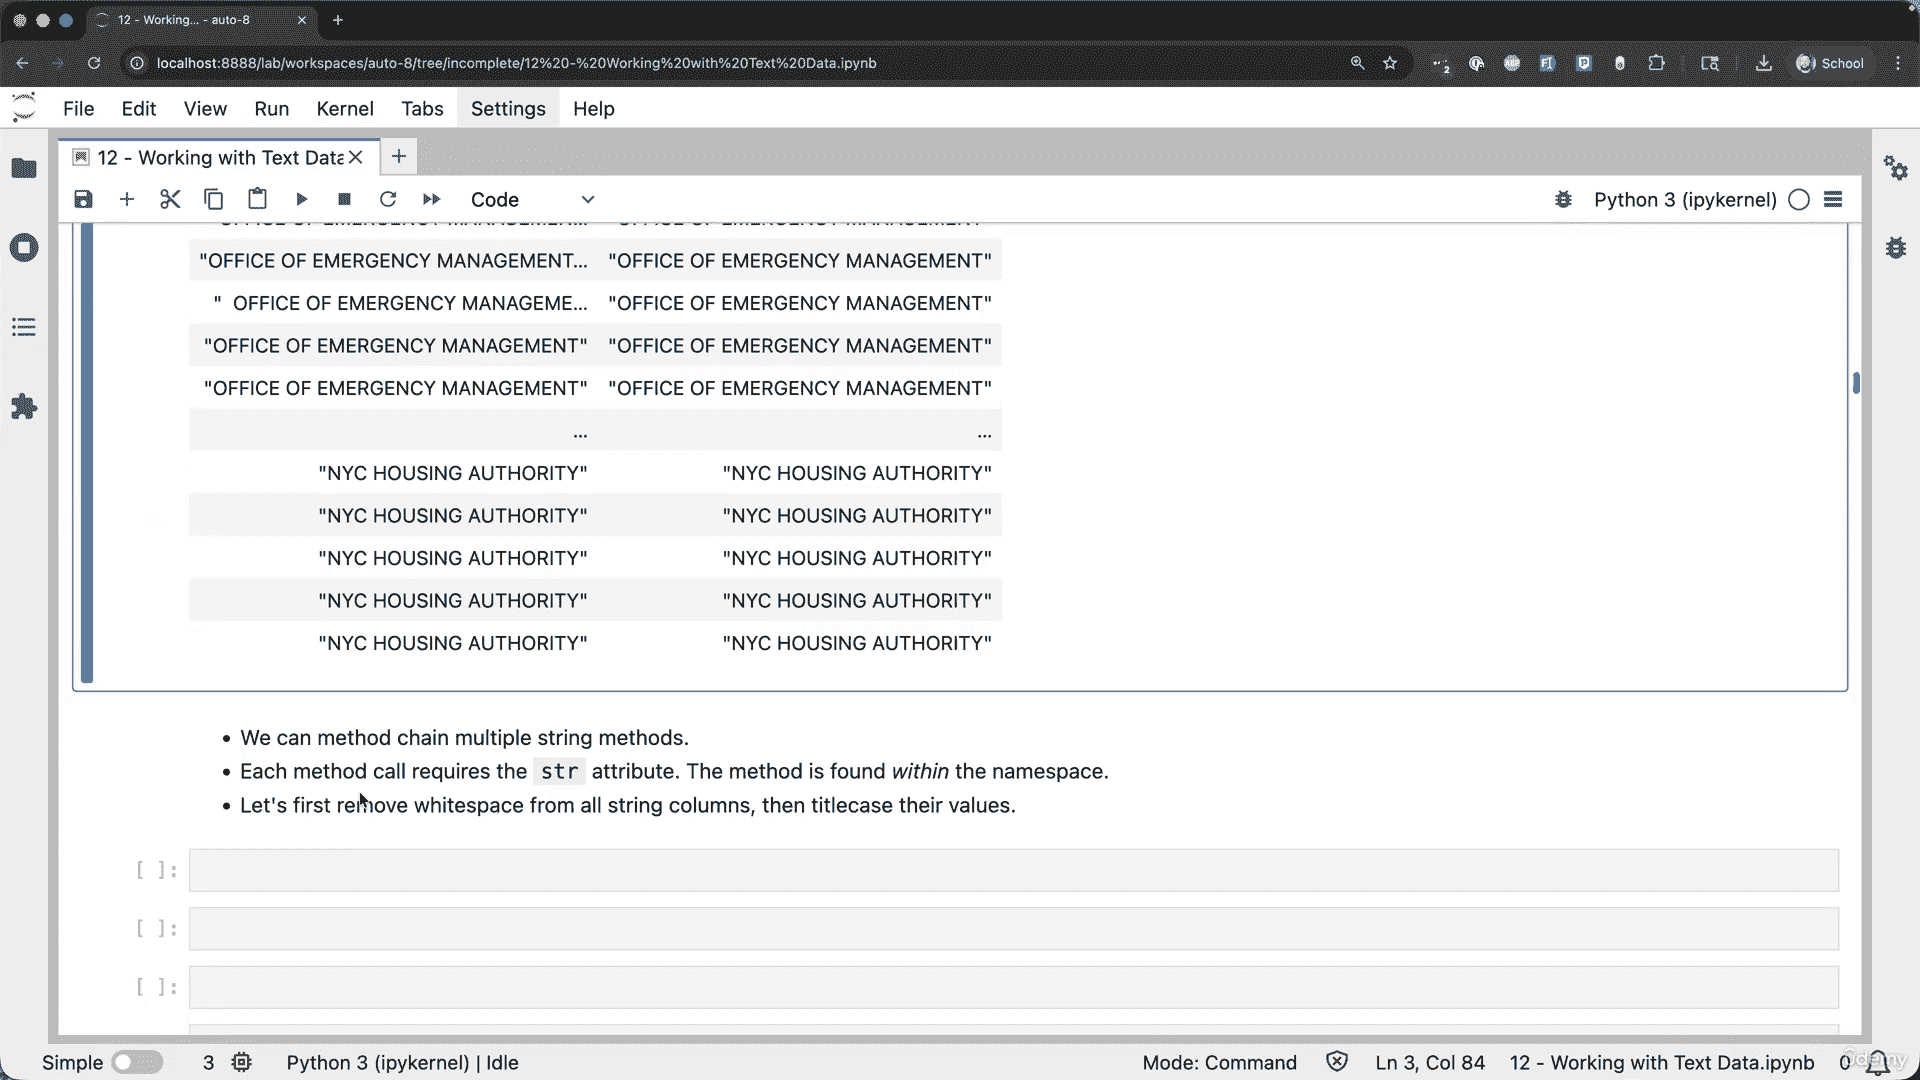 12 - Working... - auto-8
localhost:8888/lab/workspaces/auto-8/tree/incomplete/12%20-%20Working%20with%20Text%20Data.ipynb
2
School
File Edit View Run Kernel Tabs Settings Help
12 - Working with Text Data
Code
Python 3 (ipykernel)
"OFFICE OF EMERGENCY MANAGEMENT... "OFFICE OF EMERGENCY MANAGEMENT"
"  OFFICE OF EMERGENCY MANAGEME... "OFFICE OF EMERGENCY MANAGEMENT"
"OFFICE OF EMERGENCY MANAGEMENT" "OFFICE OF EMERGENCY MANAGEMENT"
"OFFICE OF EMERGENCY MANAGEMENT" "OFFICE OF EMERGENCY MANAGEMENT"
... ...
"NYC HOUSING AUTHORITY" "NYC HOUSING AUTHORITY"
"NYC HOUSING AUTHORITY" "NYC HOUSING AUTHORITY"
"NYC HOUSING AUTHORITY" "NYC HOUSING AUTHORITY"
"NYC HOUSING AUTHORITY" "NYC HOUSING AUTHORITY"
"NYC HOUSING AUTHORITY" "NYC HOUSING AUTHORITY"
• We can method chain multiple string methods.
• Each method call requires the str attribute. The method is found within the namespace.
• Let's first remove whitespace from all string columns, then titlecase their values.
[ ]:
[ ]:
[ ]:
Simple 3 Python 3 (ipykernel) | Idle Mode: Command Ln 3, Col 84 12 - Working with Text Data.ipynb 0
Udemy